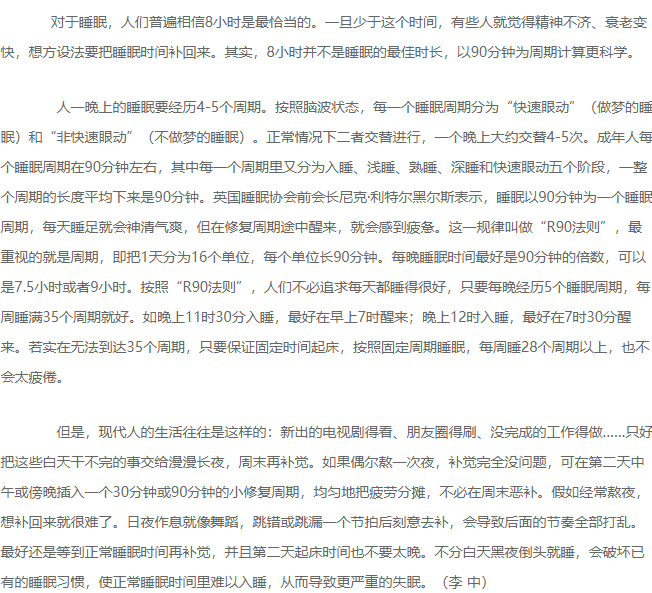 对于睡眠，人们普遍相信8小时是最恰当的。一旦少于这个时间，有些人就觉得精神不济、衰老变
快，想方设法要把睡眠时间补回来。其实，8小时并不是睡眠的最佳时长，以90分钟为周期计算更科学。
人一晚上的睡眠要经历4-5个周期。按照脑波状态，每一个睡眠周期分为“快速眼动”（做梦的睡
眠）和“非快速眼动”（不做梦的睡眠）。正常情况下二者交替进行，一个晚上大约交替4-5次。成年人每
个睡眠周期在90分钟左右，其中每一个周期里又分为入睡、浅睡、熟睡、深睡和快速眼动五个阶段，一整
个周期的长度平均下来是90分钟。英国睡眠协会前会长尼克·利特尔黑尔斯表示，睡眠以90分钟为一个睡眠
周期，每天睡足就会神清气爽，但在修复周期途中醒来，就会感到疲惫。这一规律叫做“R90法则”，最
重视的就是周期，即把1天分为16个单位，每个单位长90分钟。每晚睡眠时间最好是90分钟的倍数，可以
是7.5小时或者9小时。按照“R90法则”，人们不必追求每天都睡得很好，只要每晚经历5个睡眠周期，每
周睡满35个周期就好。如晚上11时30分入睡，最好在早上7时醒来；晚上12时入睡，最好在7时30分醒
来。若实在无法到达35个周期，只要保证固定时间起床，按照固定周期睡眠，每周睡28个周期以上，也不
会太疲倦。
但是，现代人的生活往往是这样的：新出的电视剧得看、朋友圈得刷、没完成的工作得做......只好
把这些白天干不完的事交给漫漫长夜，周末再补觉。如果偶尔熬一次夜，补觉完全没问题，可在第二天中
午或傍晚插入一个30分钟或90分钟的小修复周期，均匀地把疲劳分摊，不必在周末恶补。假如经常熬夜，
想补回来就很难了。日夜作息就像舞蹈，跳错或跳漏一个节拍后刻意去补，会导致后面的节奏全部打乱。
最好还是等到正常睡眠时间再补觉，并且第二天起床时间也不要太晚。不分白天黑夜倒头就睡，会破坏已
有的睡眠习惯，使正常睡眠时间里难以入睡，从而导致更严重的失眠。（李 中）